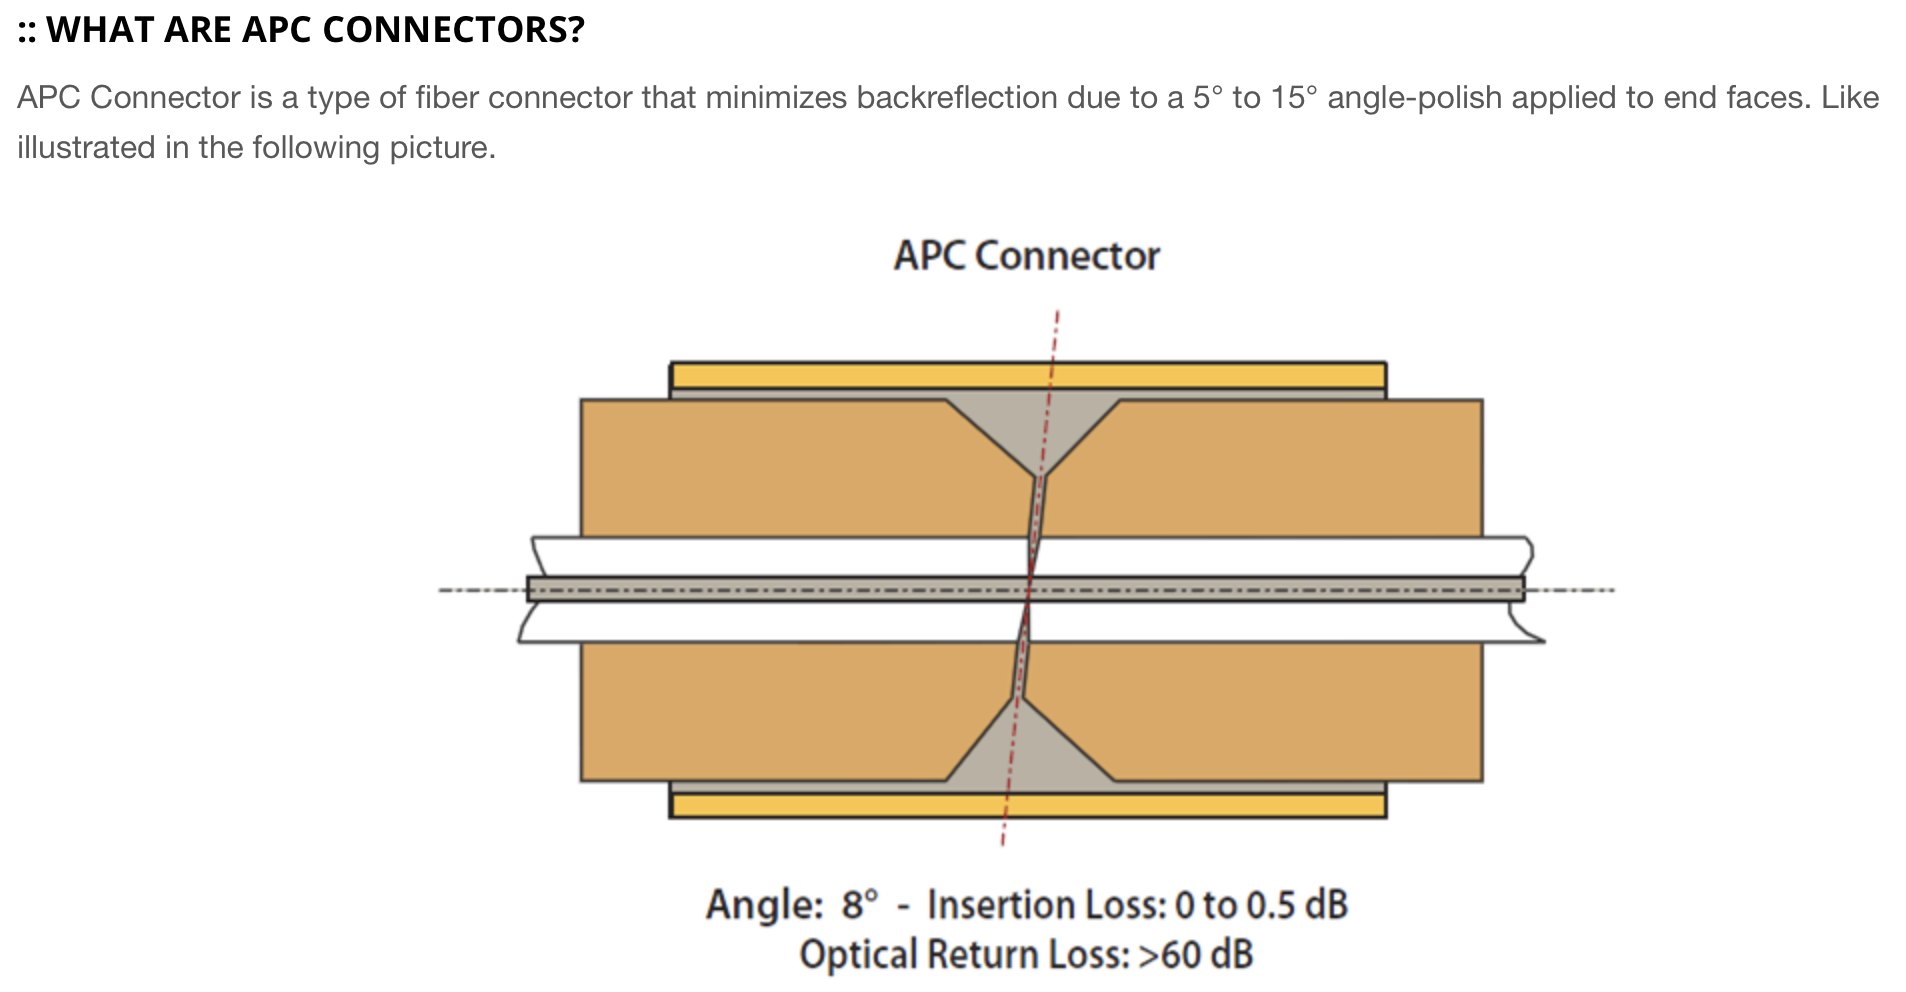 :: WHAT ARE APC CONNECTORS?
APC Connector is a type of fiber connector that minimizes backreflection due to a 5° to 15° angle-polish applied to end faces. Like
illustrated in the following picture.
APC Connector
Angle: 8° - Insertion Loss: 0 to 0.5 dB
Optical Return Loss: >60 dB